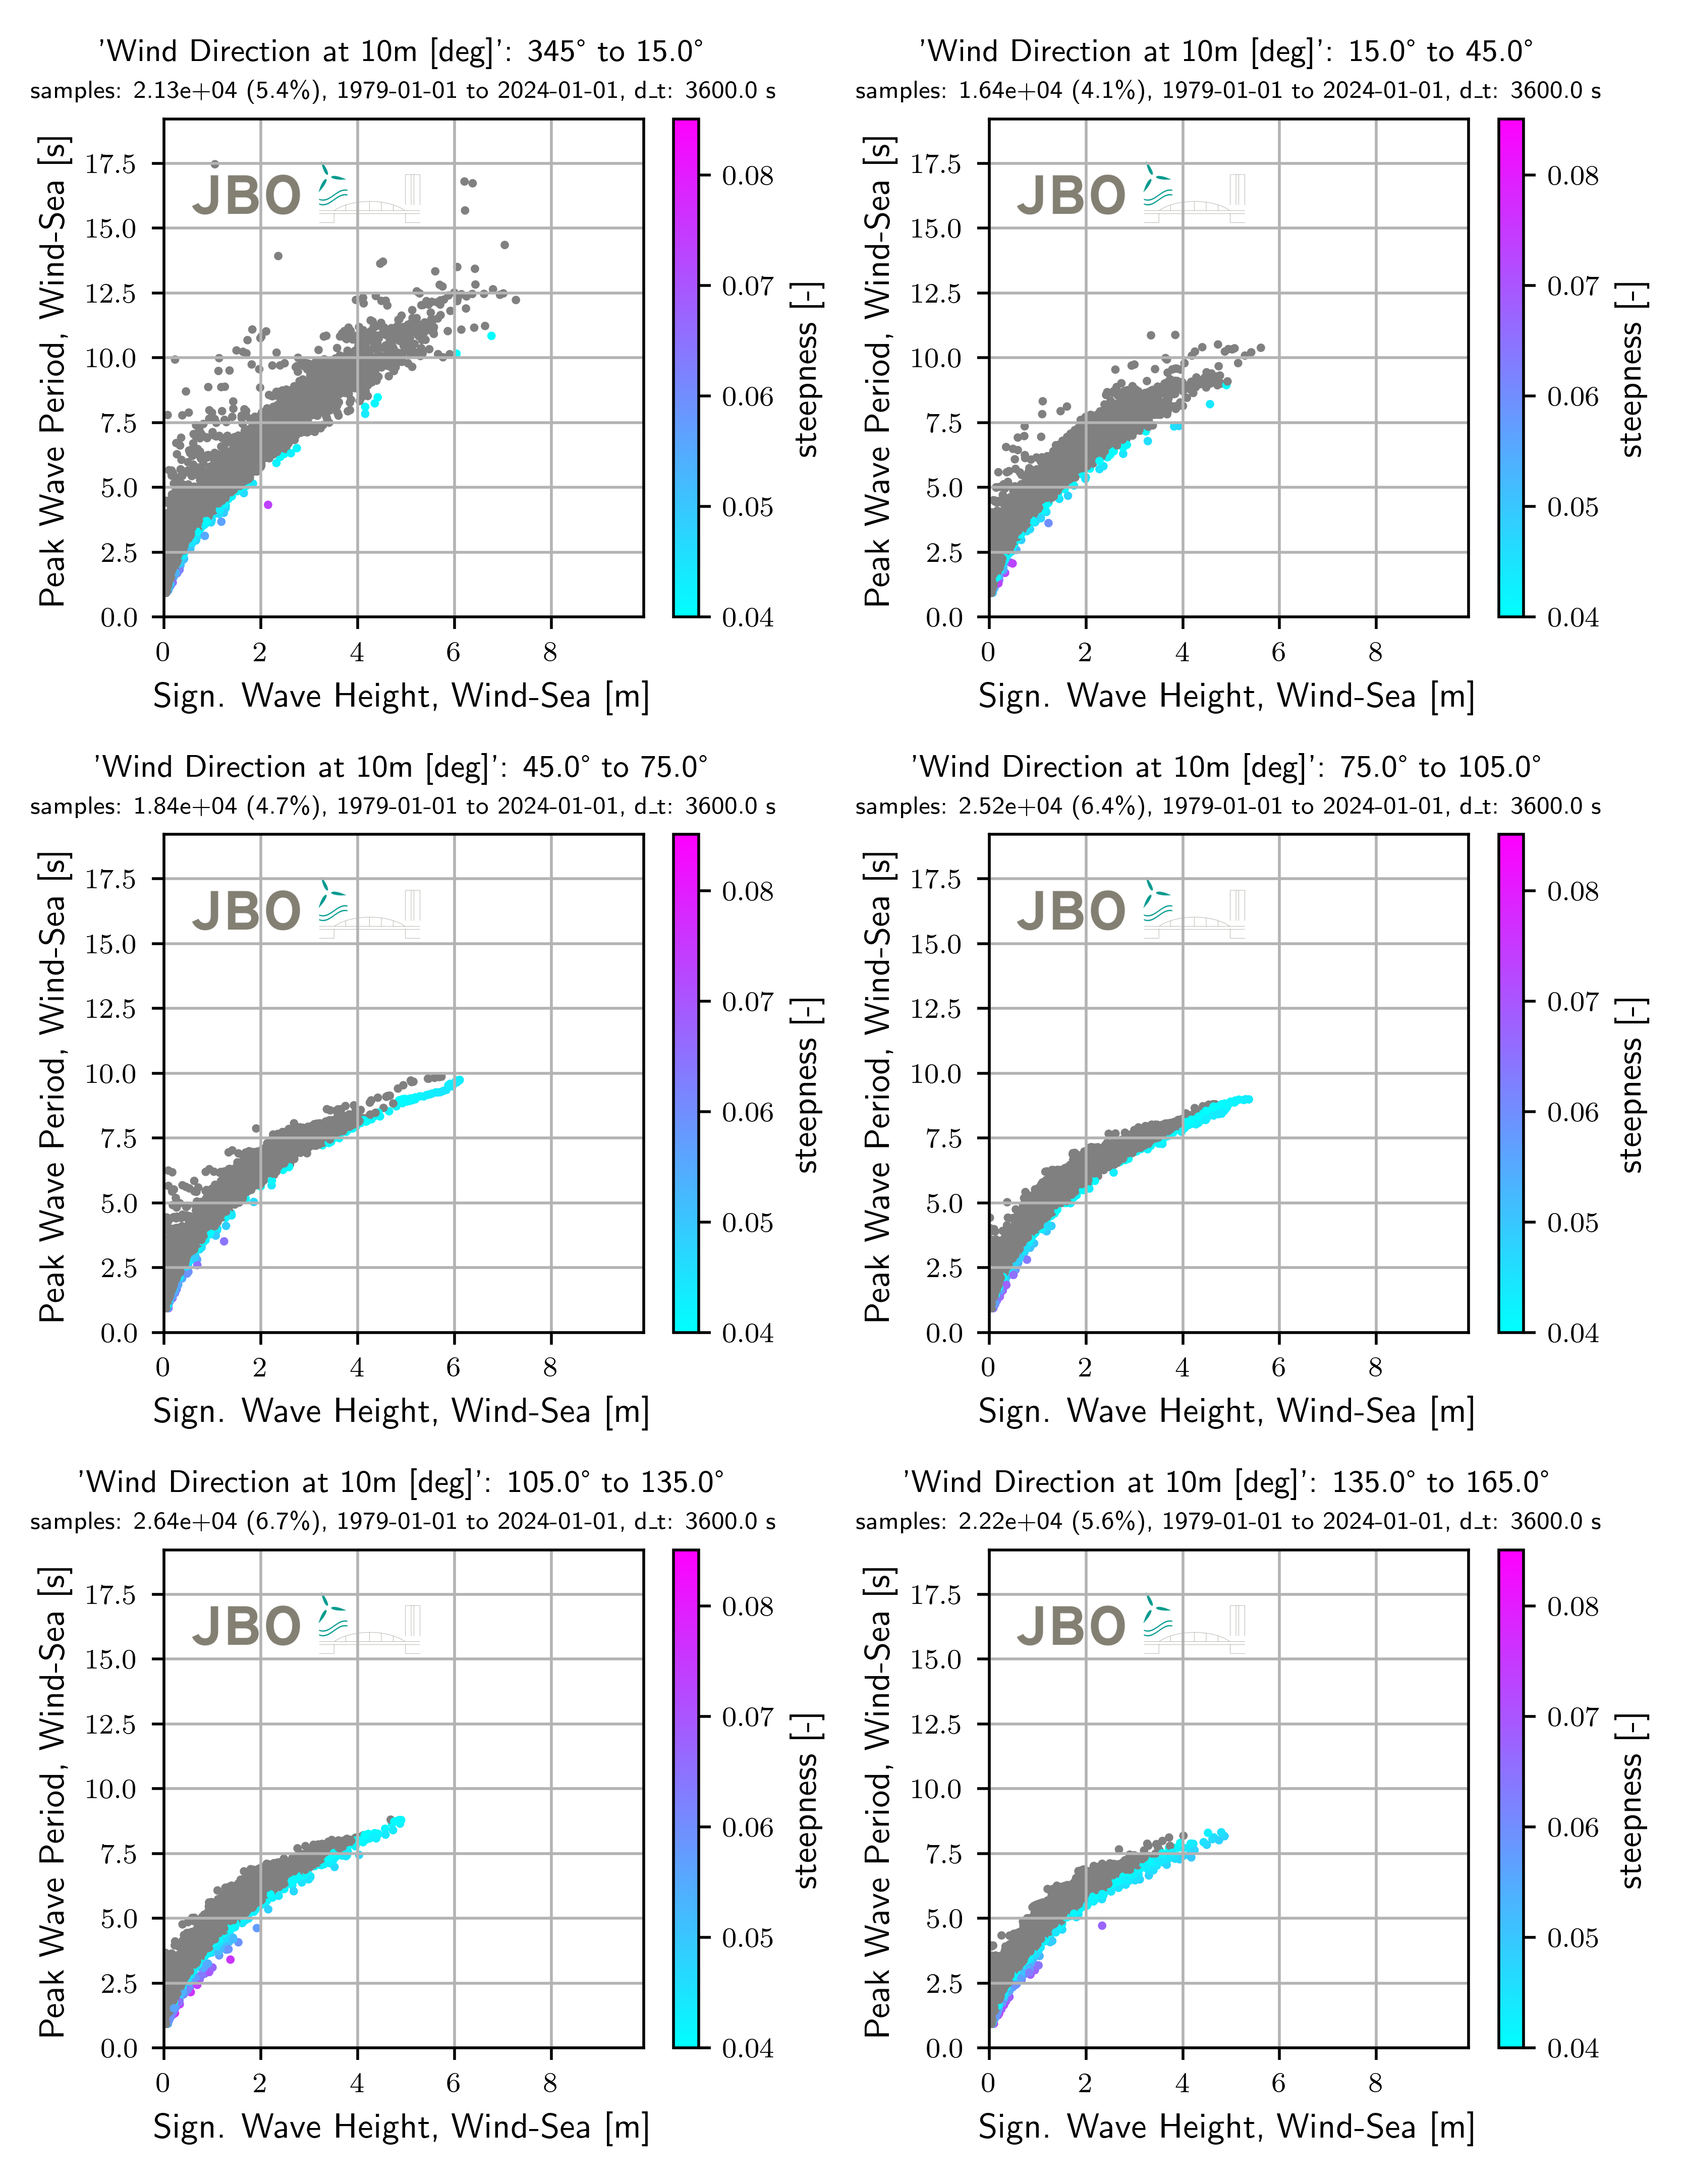 'Wind Direction at 10m [deg]': 345° to 15.0°
samples: 2.13e+04 (5.4%), 1979-01-01 to 2024-01-01, d_t: 3600.0 s
Peak Wave Period, Wind-Sea [s]
17.5
15.0
12.5
10.0
7.5
5.0
2.5
0.0
JBO
0 2 4 6 8
Sign. Wave Height, Wind-Sea [m]
0.08
0.07
0.06
0.05
0.04
steepness [-]
'Wind Direction at 10m [deg]': 15.0° to 45.0°
samples: 1.64e+04 (4.1%), 1979-01-01 to 2024-01-01, d_t: 3600.0 s
Peak Wave Period, Wind-Sea [s]
17.5
15.0
12.5
10.0
7.5
5.0
2.5
0.0
JBO
0 2 4 6 8
Sign. Wave Height, Wind-Sea [m]
0.08
0.07
0.06
0.05
0.04
steepness [-]
'Wind Direction at 10m [deg]': 45.0° to 75.0°
samples: 1.84e+04 (4.7%), 1979-01-01 to 2024-01-01, d_t: 3600.0 s
Peak Wave Period, Wind-Sea [s]
17.5
15.0
12.5
10.0
7.5
5.0
2.5
0.0
JBO
0 2 4 6 8
Sign. Wave Height, Wind-Sea [m]
0.08
0.07
0.06
0.05
0.04
steepness [-]
'Wind Direction at 10m [deg]': 75.0° to 105.0°
samples: 2.52e+04 (6.4%), 1979-01-01 to 2024-01-01, d_t: 3600.0 s
Peak Wave Period, Wind-Sea [s]
17.5
15.0
12.5
10.0
7.5
5.0
2.5
0.0
JBO
0 2 4 6 8
Sign. Wave Height, Wind-Sea [m]
0.08
0.07
0.06
0.05
0.04
steepness [-]
'Wind Direction at 10m [deg]': 105.0° to 135.0°
samples: 2.64e+04 (6.7%), 1979-01-01 to 2024-01-01, d_t: 3600.0 s
Peak Wave Period, Wind-Sea [s]
17.5
15.0
12.5
10.0
7.5
5.0
2.5
0.0
JBO
0 2 4 6 8
Sign. Wave Height, Wind-Sea [m]
0.08
0.07
0.06
0.05
0.04
steepness [-]
'Wind Direction at 10m [deg]': 135.0° to 165.0°
samples: 2.22e+04 (5.6%), 1979-01-01 to 2024-01-01, d_t: 3600.0 s
Peak Wave Period, Wind-Sea [s]
17.5
15.0
12.5
10.0
7.5
5.0
2.5
0.0
JBO
0 2 4 6 8
Sign. Wave Height, Wind-Sea [m]
0.08
0.07
0.06
0.05
0.04
steepness [-]